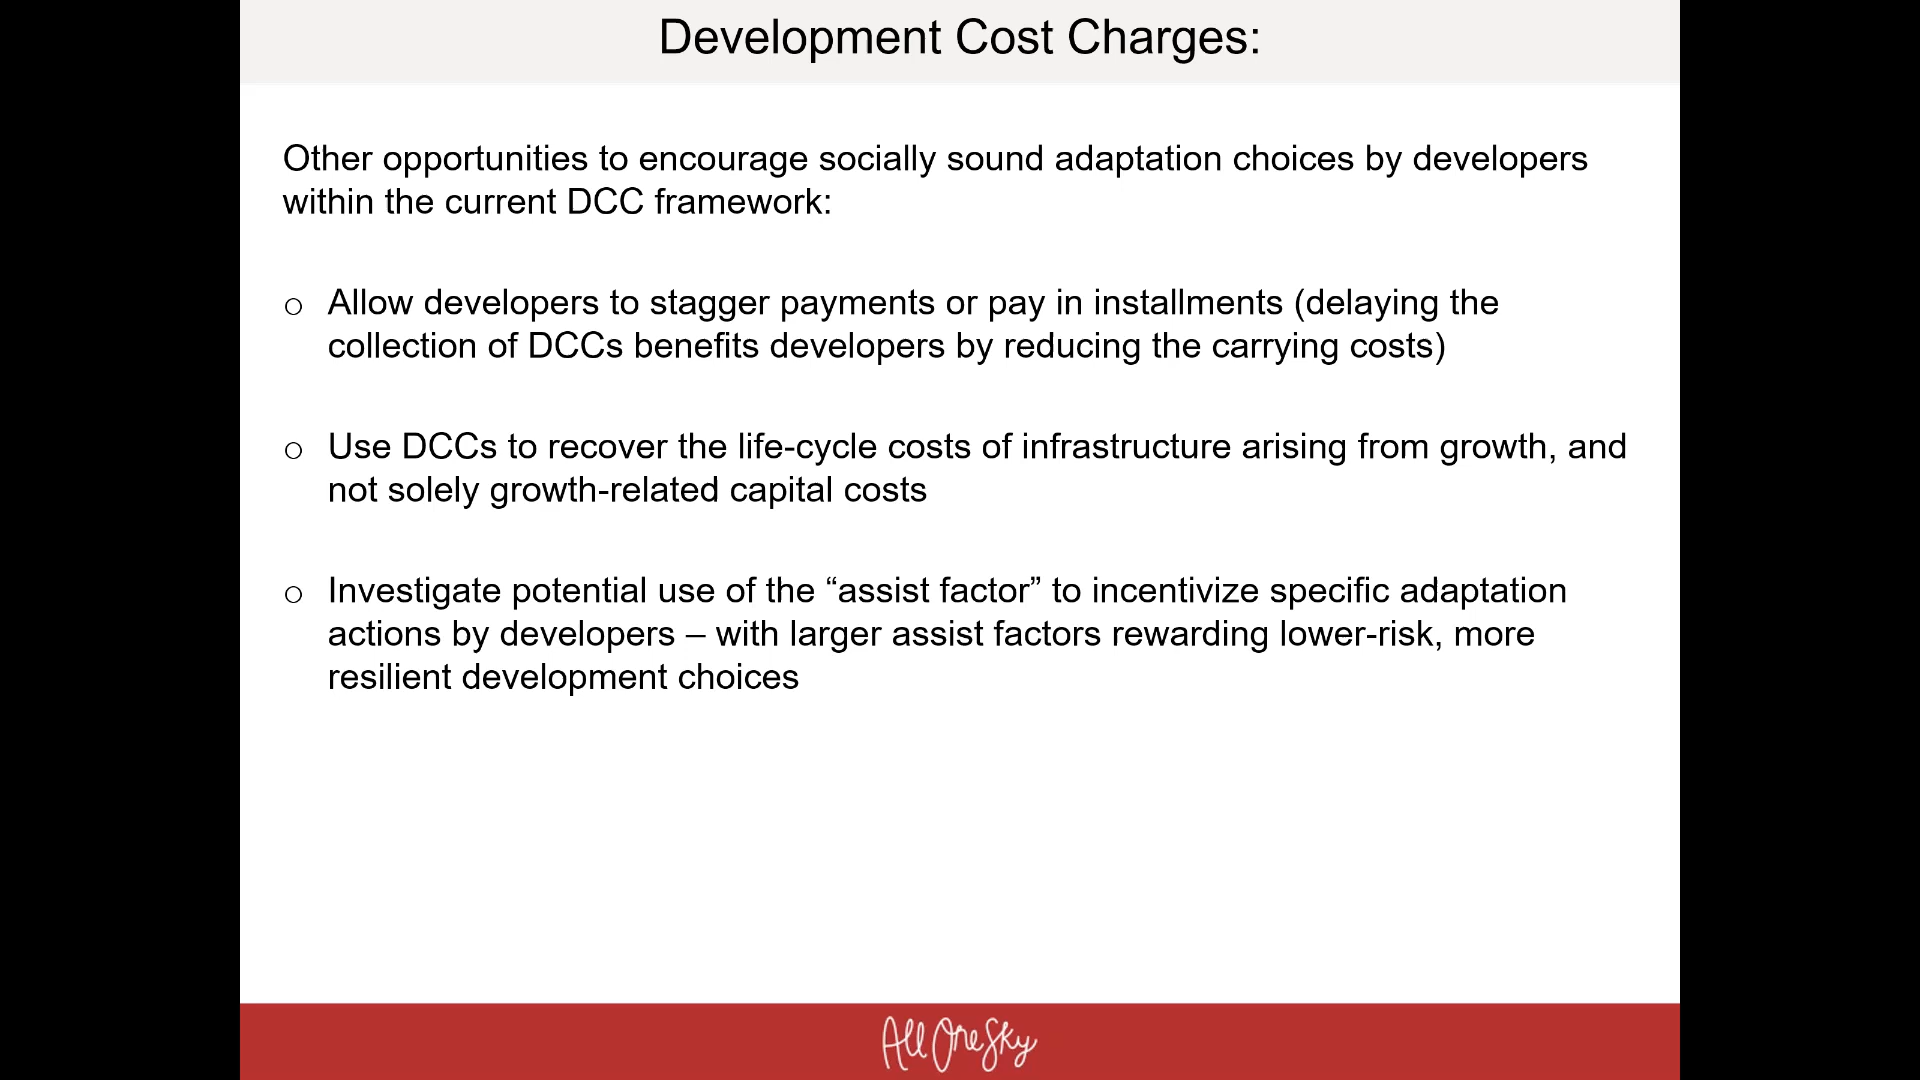 Development Cost Charges:
Other opportunities to encourage socially sound adaptation choices by developers
within the current DCC framework:
o Allow developers to stagger payments or pay in installments (delaying the
collection of DCCs benefits developers by reducing the carrying costs)
o Use DCCs to recover the life-cycle costs of infrastructure arising from growth, and
not solely growth-related capital costs
o Investigate potential use of the “assist factor” to incentivize specific adaptation
actions by developers – with larger assist factors rewarding lower-risk, more
resilient development choices
All One Sky